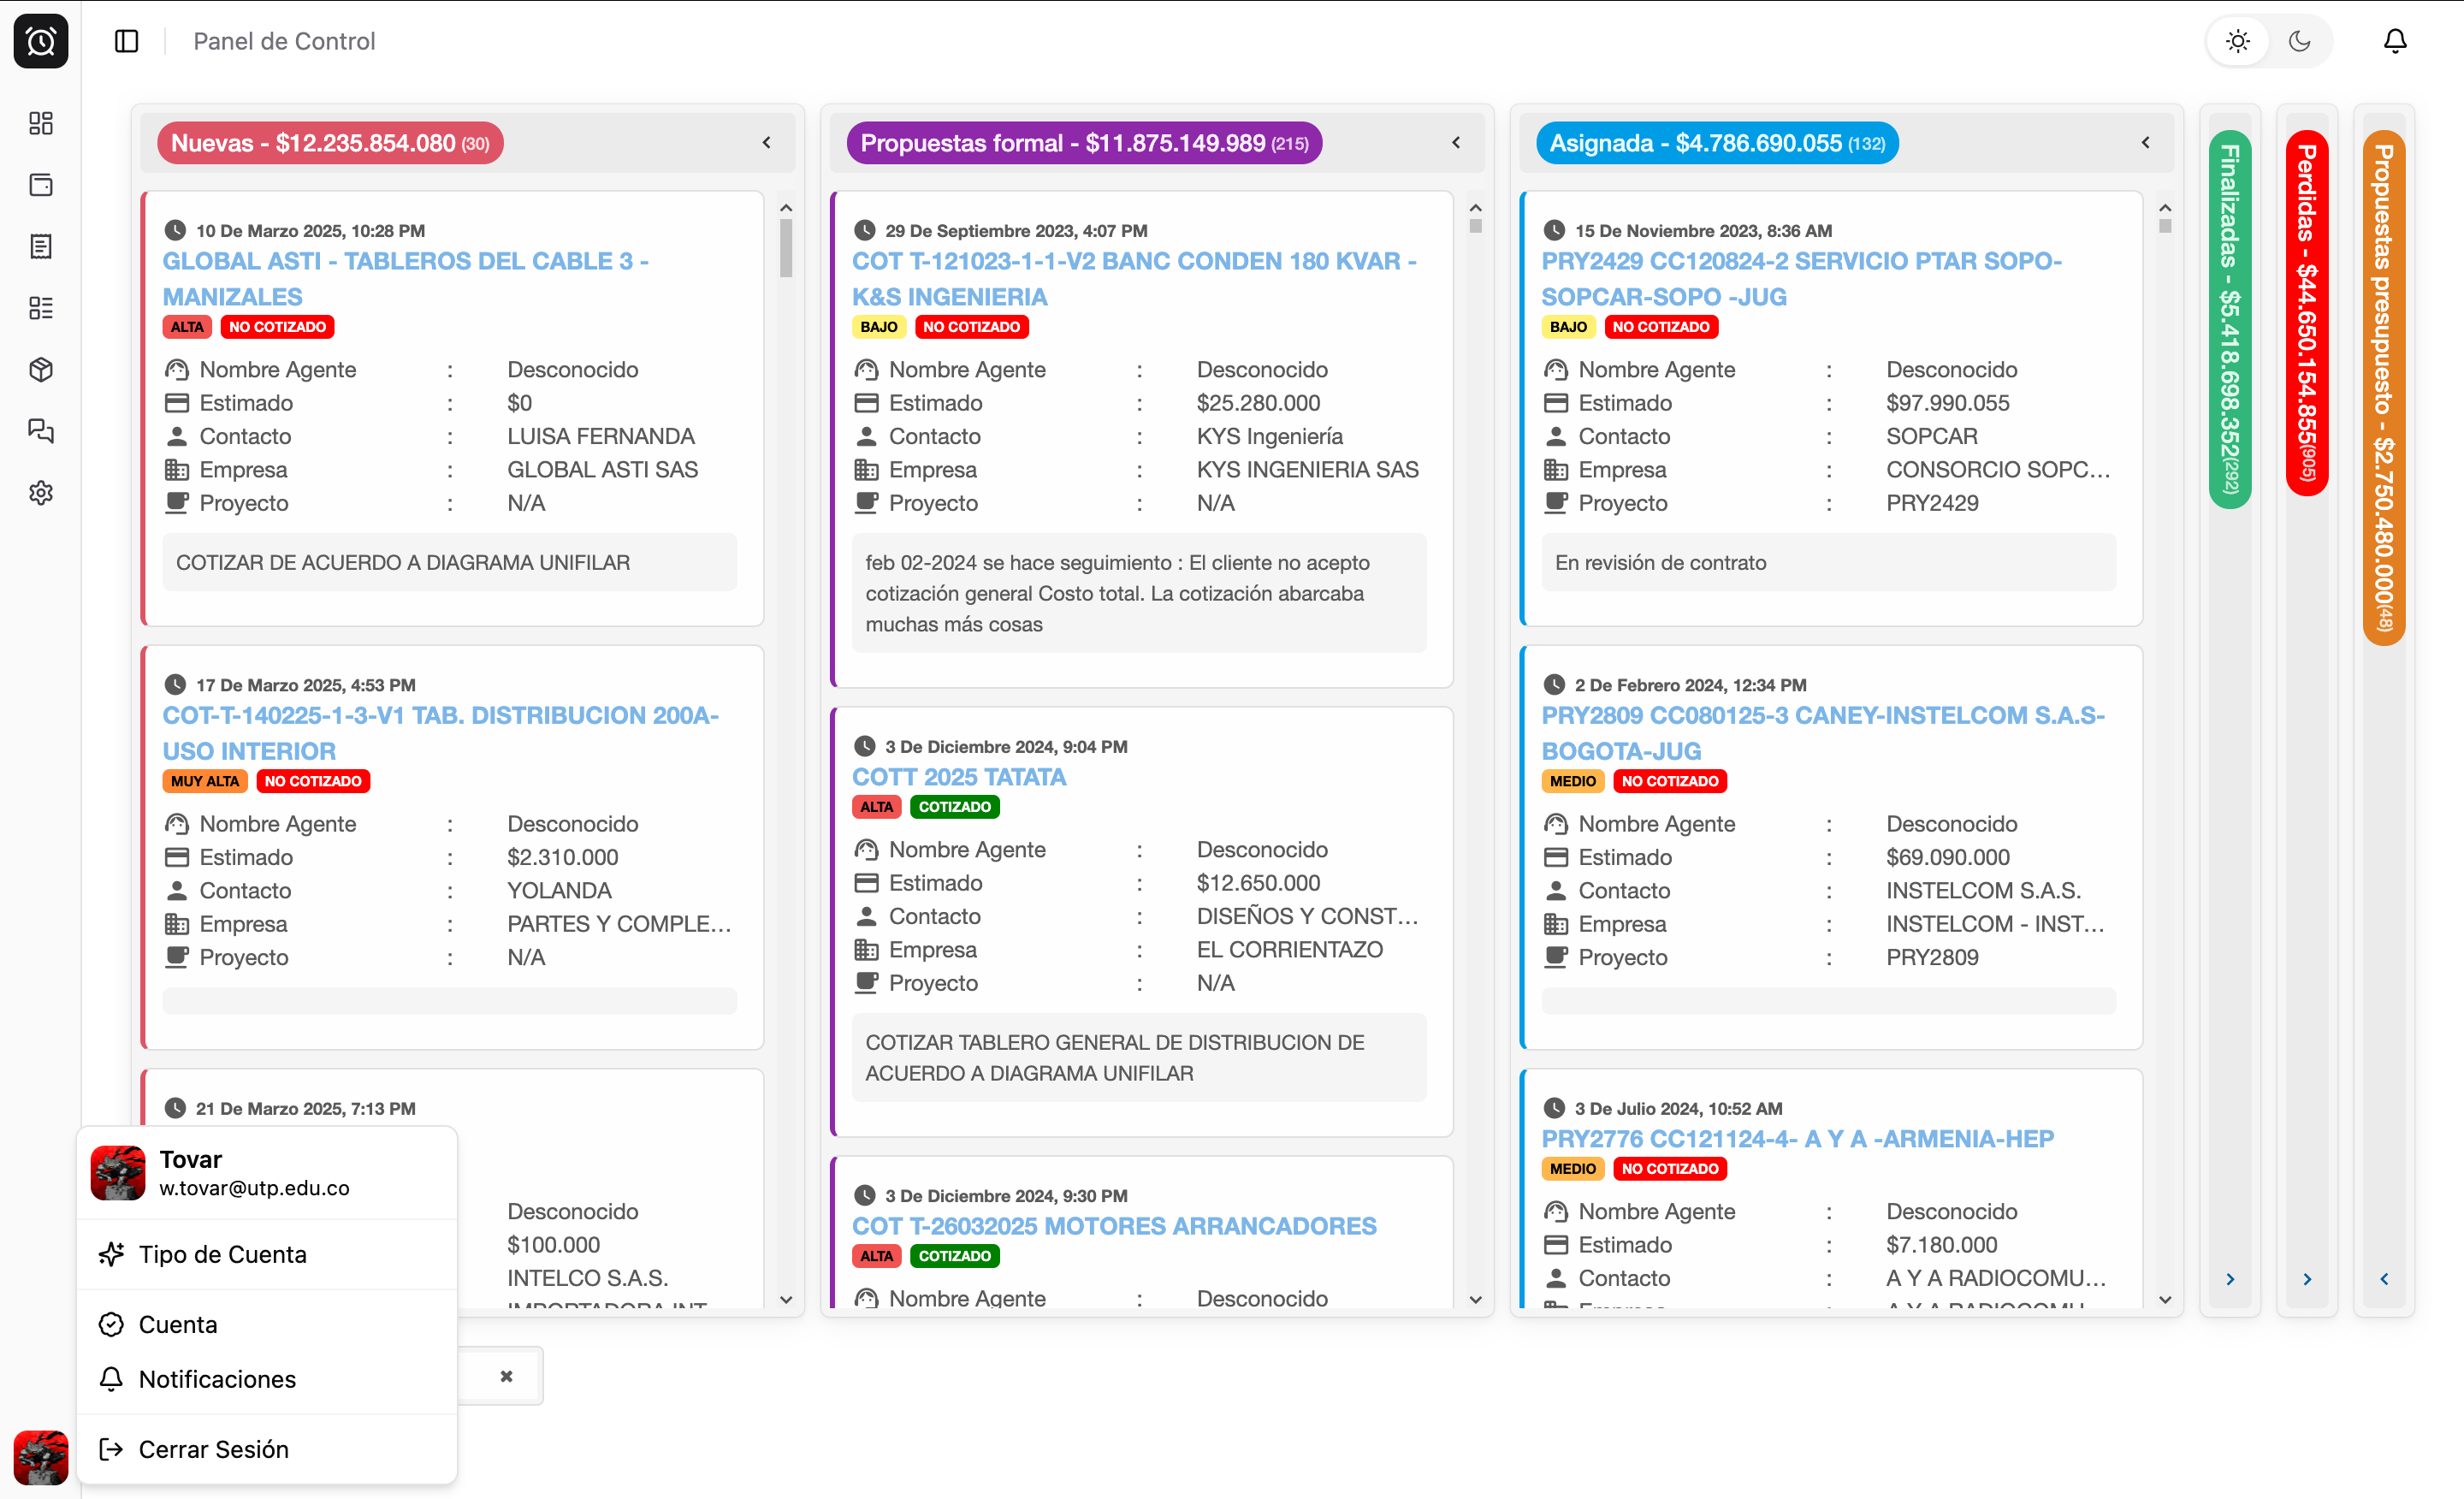 Panel de Control
Nuevas - $12.235.854.080 (30)
10 De Marzo 2025, 10:28 PM
GLOBAL ASTI - TABLEROS DEL CABLE 3 -
MANIZALES
ALTA NO COTIZADO
Nombre Agente : Desconocido
Estimado : $0
Contacto : LUISA FERNANDA
Empresa : GLOBAL ASTI SAS
Proyecto : N/A
COTIZAR DE ACUERDO A DIAGRAMA UNIFILAR
17 De Marzo 2025, 4:53 PM
COT-T-140225-1-3-V1 TAB. DISTRIBUCION 200A-
USO INTERIOR
MUY ALTA NO COTIZADO
Nombre Agente : Desconocido
Estimado : $2.310.000
Contacto : YOLANDA
Empresa : PARTES Y COMPLE...
Proyecto : N/A
21 De Marzo 2025, 7:13 PM
Desconocido
$100.000
INTELCO S.A.S.
IMPORTADORA INT
Propuestas formal - $11.875.149.989 (215)
29 De Septiembre 2023, 4:07 PM
COT T-121023-1-1-V2 BANC CONDEN 180 KVAR -
K&S INGENIERIA
BAJO NO COTIZADO
Nombre Agente : Desconocido
Estimado : $25.280.000
Contacto : KYS Ingeniería
Empresa : KYS INGENIERIA SAS
Proyecto : N/A
feb 02-2024 se hace seguimiento : El cliente no acepto
cotización general Costo total. La cotización abarcaba
muchas más cosas
3 De Diciembre 2024, 9:04 PM
COTT 2025 TATATA
ALTA COTIZADO
Nombre Agente : Desconocido
Estimado : $12.650.000
Contacto : DISEÑOS Y CONST...
Empresa : EL CORRIENTAZO
Proyecto : N/A
COTIZAR TABLERO GENERAL DE DISTRIBUCION DE
ACUERDO A DIAGRAMA UNIFILAR
3 De Diciembre 2024, 9:30 PM
COT T-26032025 MOTORES ARRANCADORES
ALTA COTIZADO
Nombre Agente : Desconocido
Asignada - $4.786.690.055 (132)
15 De Noviembre 2023, 8:36 AM
PRY2429 CC120824-2 SERVICIO PTAR SOPO-
SOPCAR-SOPO -JUG
BAJO NO COTIZADO
Nombre Agente : Desconocido
Estimado : $97.990.055
Contacto : SOPCAR
Empresa : CONSORCIO SOPC...
Proyecto : PRY2429
En revisión de contrato
2 De Febrero 2024, 12:34 PM
PRY2809 CC080125-3 CANEY-INSTELCOM S.A.S-
BOGOTA-JUG
MEDIO NO COTIZADO
Nombre Agente : Desconocido
Estimado : $69.090.000
Contacto : INSTELCOM S.A.S.
Empresa : INSTELCOM - INST...
Proyecto : PRY2809
3 De Julio 2024, 10:52 AM
PRY2776 CC121124-4- A Y A -ARMENIA-HEP
MEDIO NO COTIZADO
Nombre Agente : Desconocido
Estimado : $7.180.000
Contacto : A Y A RADIOCOMU...
Empresa : A Y A RADIOCOMU
Finalizadas - $5.418.698.352(292)
Perdidas - $44.650.154.855(905)
Propuestas presupuesto - $2.750.480.000(48)
Tovar
w.tovar@utp.edu.co
Tipo de Cuenta
Cuenta
Notificaciones
Cerrar Sesión